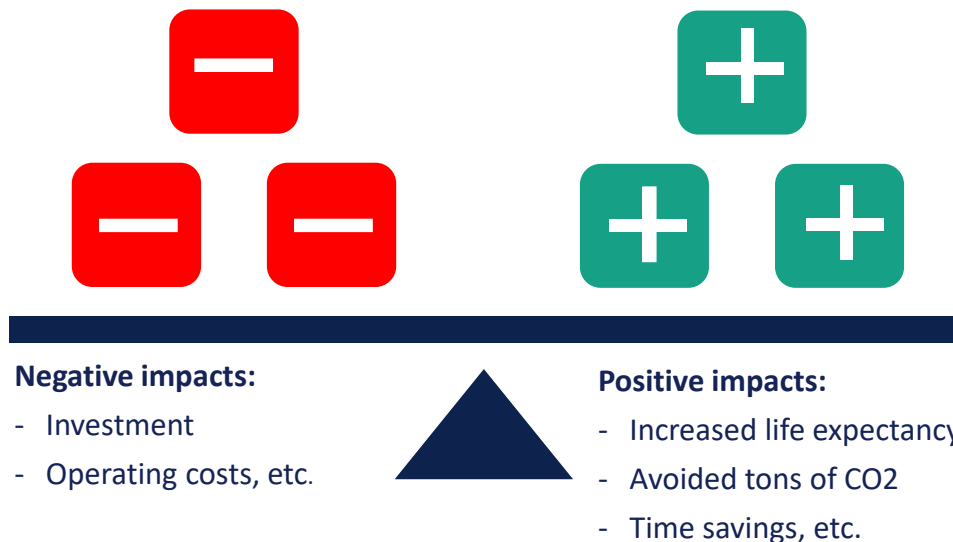 Negative impacts:
- Investment
- Operating costs, etc.
Positive impacts:
- Increased life expectancy
- Avoided tons of CO2
- Time savings, etc.